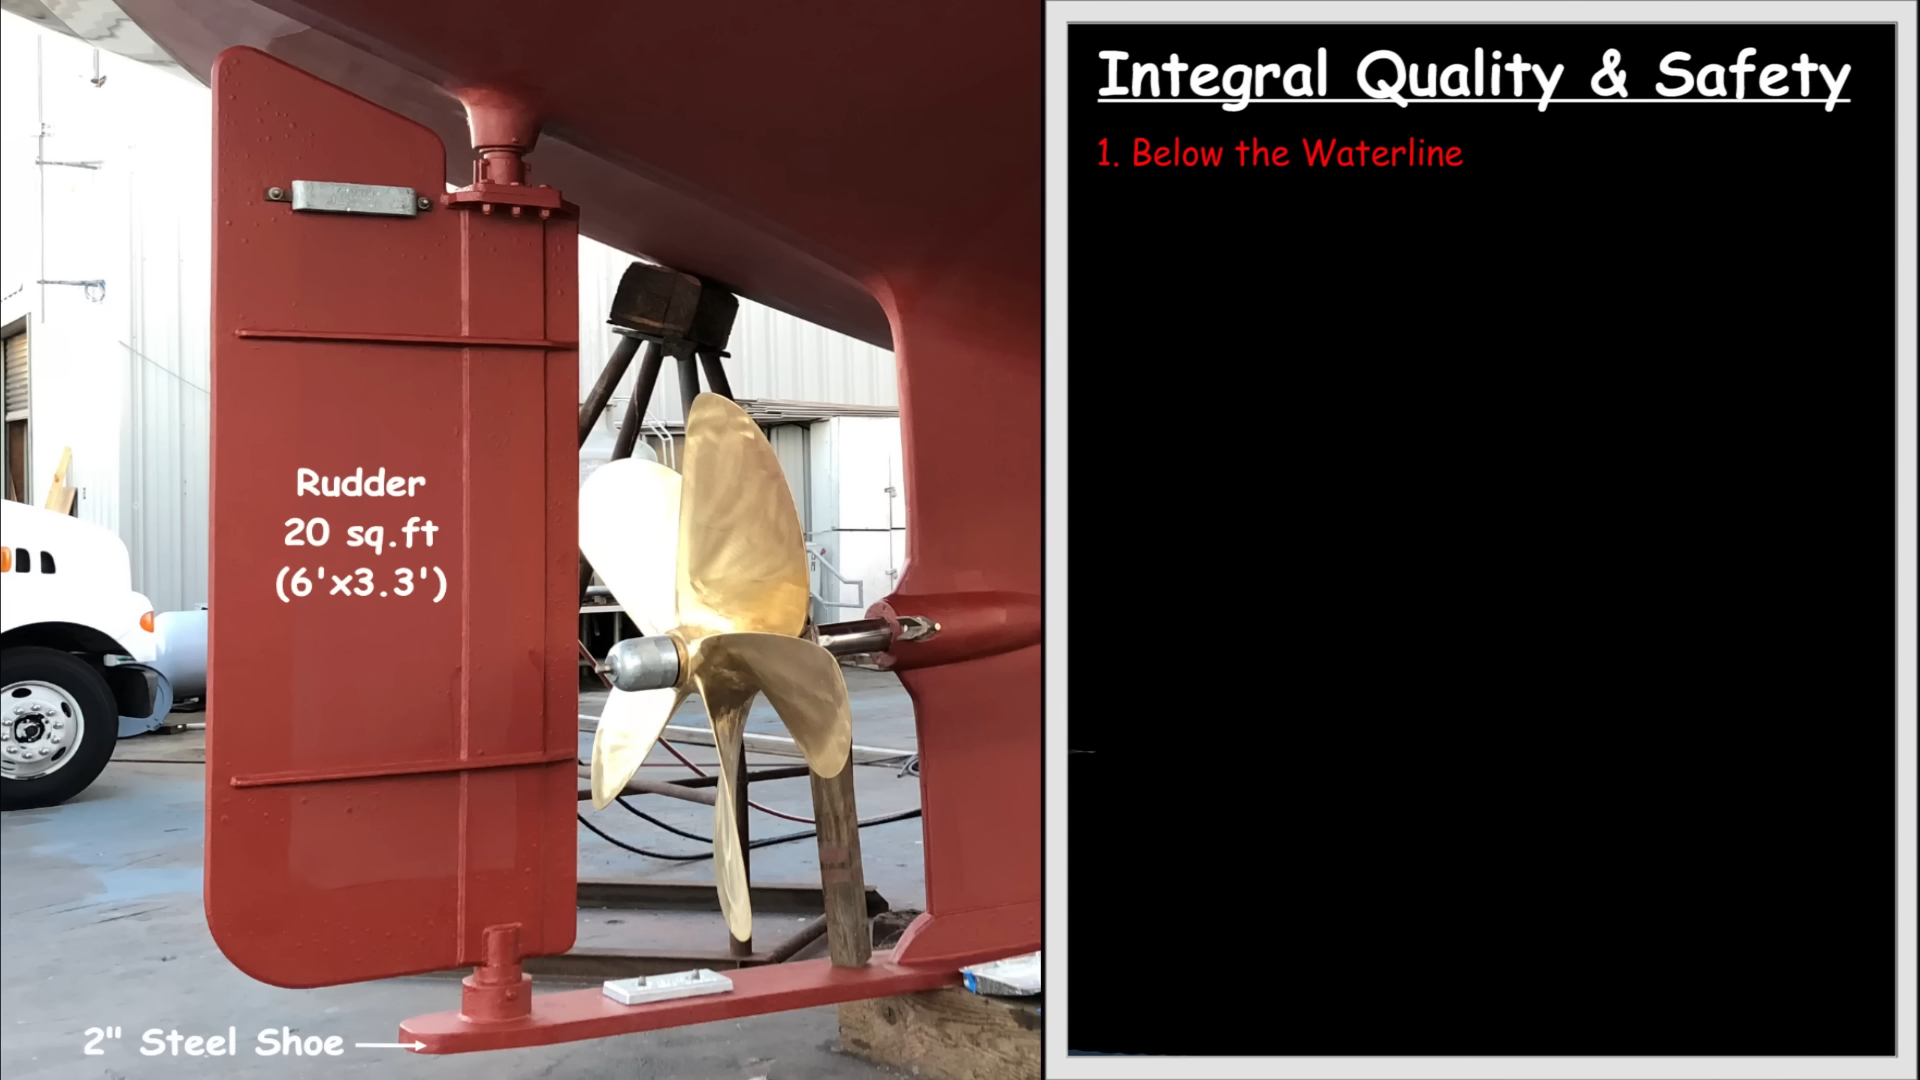 Rudder
20 sq.ft
(6'x3.3')
2" Steel Shoe
Integral Quality & Safety
1. Below the Waterline